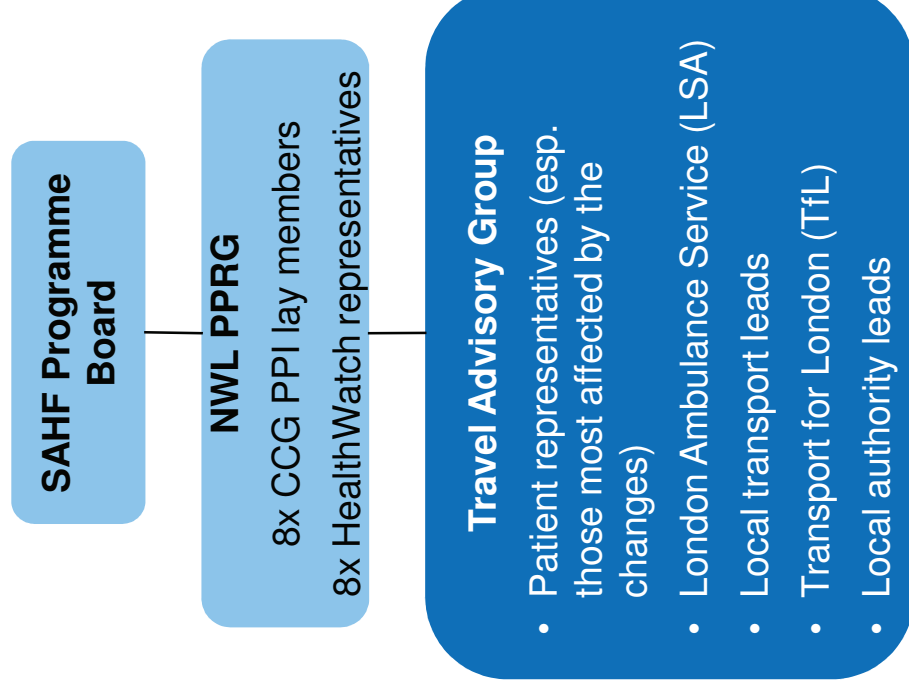 SAHF Programme
Board
NWL PPRG
8x CCG PPI lay members
8x HealthWatch representatives
Travel Advisory Group
• Patient representatives (esp.
those most affected by the
changes)
• London Ambulance Service (LSA)
• Local transport leads
• Transport for London (TfL)
• Local authority leads